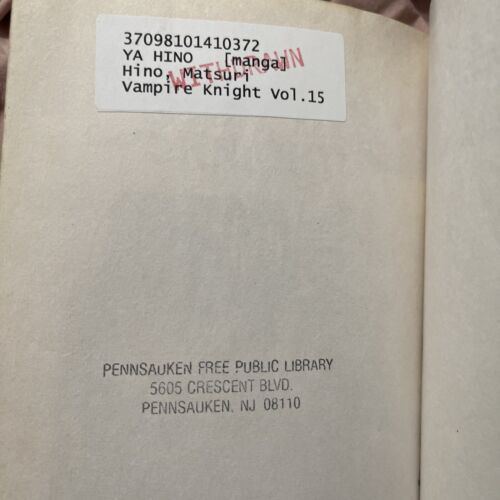 37098101410372
YA HINO [manga]
WITHDRAWN
Hino, Matsuri
Vampire Knight Vol.15
PENNSAUKEN FREE PUBLIC LIBRARY
5605 CRESCENT BLVD.
PENNSAUKEN, NJ 08110